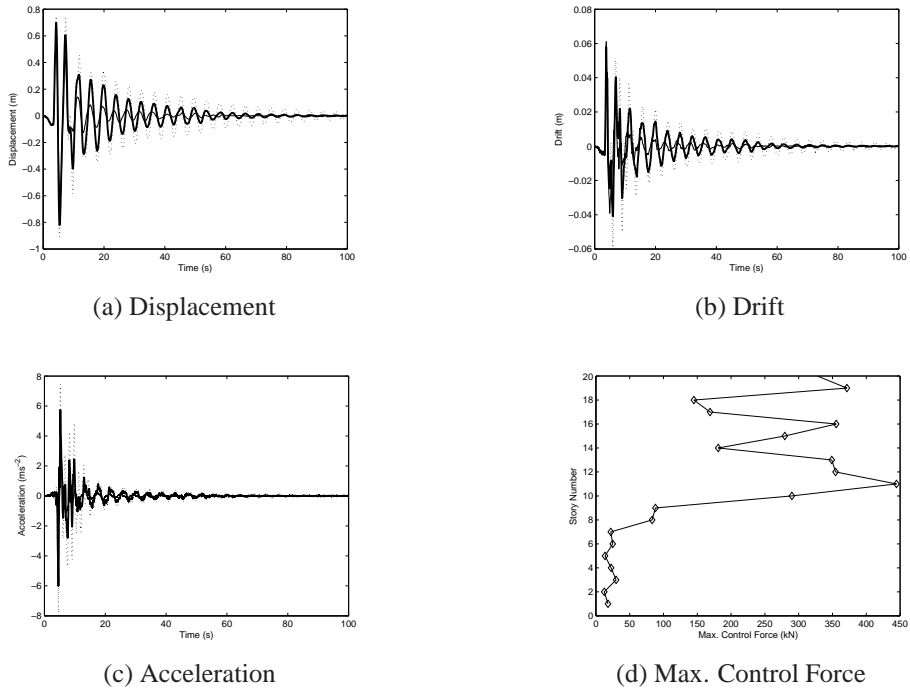 0.8
0.6
0.4
0.2
0
−0.2
−0.4
−0.6
−0.8
−1
Displacement (m)
0 20 40 60 80 100
Time (s)
(a) Displacement
0.08
0.06
0.04
0.02
0
−0.02
−0.04
−0.06
Drift (m)
0 20 40 60 80 100
Time (s)
(b) Drift
8
6
4
2
0
−2
−4
−6
−8
Acceleration (ms−2)
0 20 40 60 80 100
Time (s)
(c) Acceleration
20
18
16
14
12
10
8
6
4
2
0
Story Number
0 50 100 150 200 250 300 350 400 450
Max. Control Force (kN)
(d) Max. Control Force